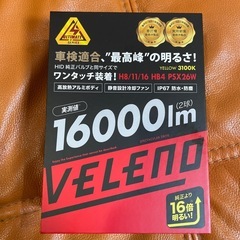 車検適合、"最高峰"の明るさ!
HID 純正バルブと同サイズで YELLOW 3100K
ワンタッチ装着! H8/11/16 HB4 PSX26W
高放熱アルミボディ 静音設計冷却ファン IP67 防水・防塵
実測値
16000lm
(2球)
VELENO
純正より
16倍
明るい!